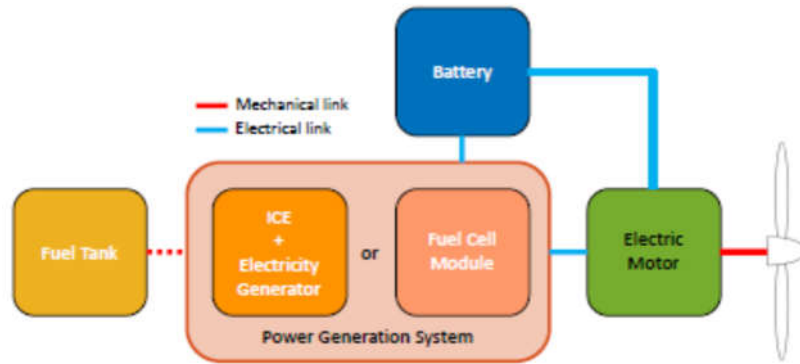 Battery
Mechanical link
Electrical link
Fuel Tank
ICE
+
Electricity
Generator
or
Fuel Cell
Module
Electric
Motor
Power Generation System